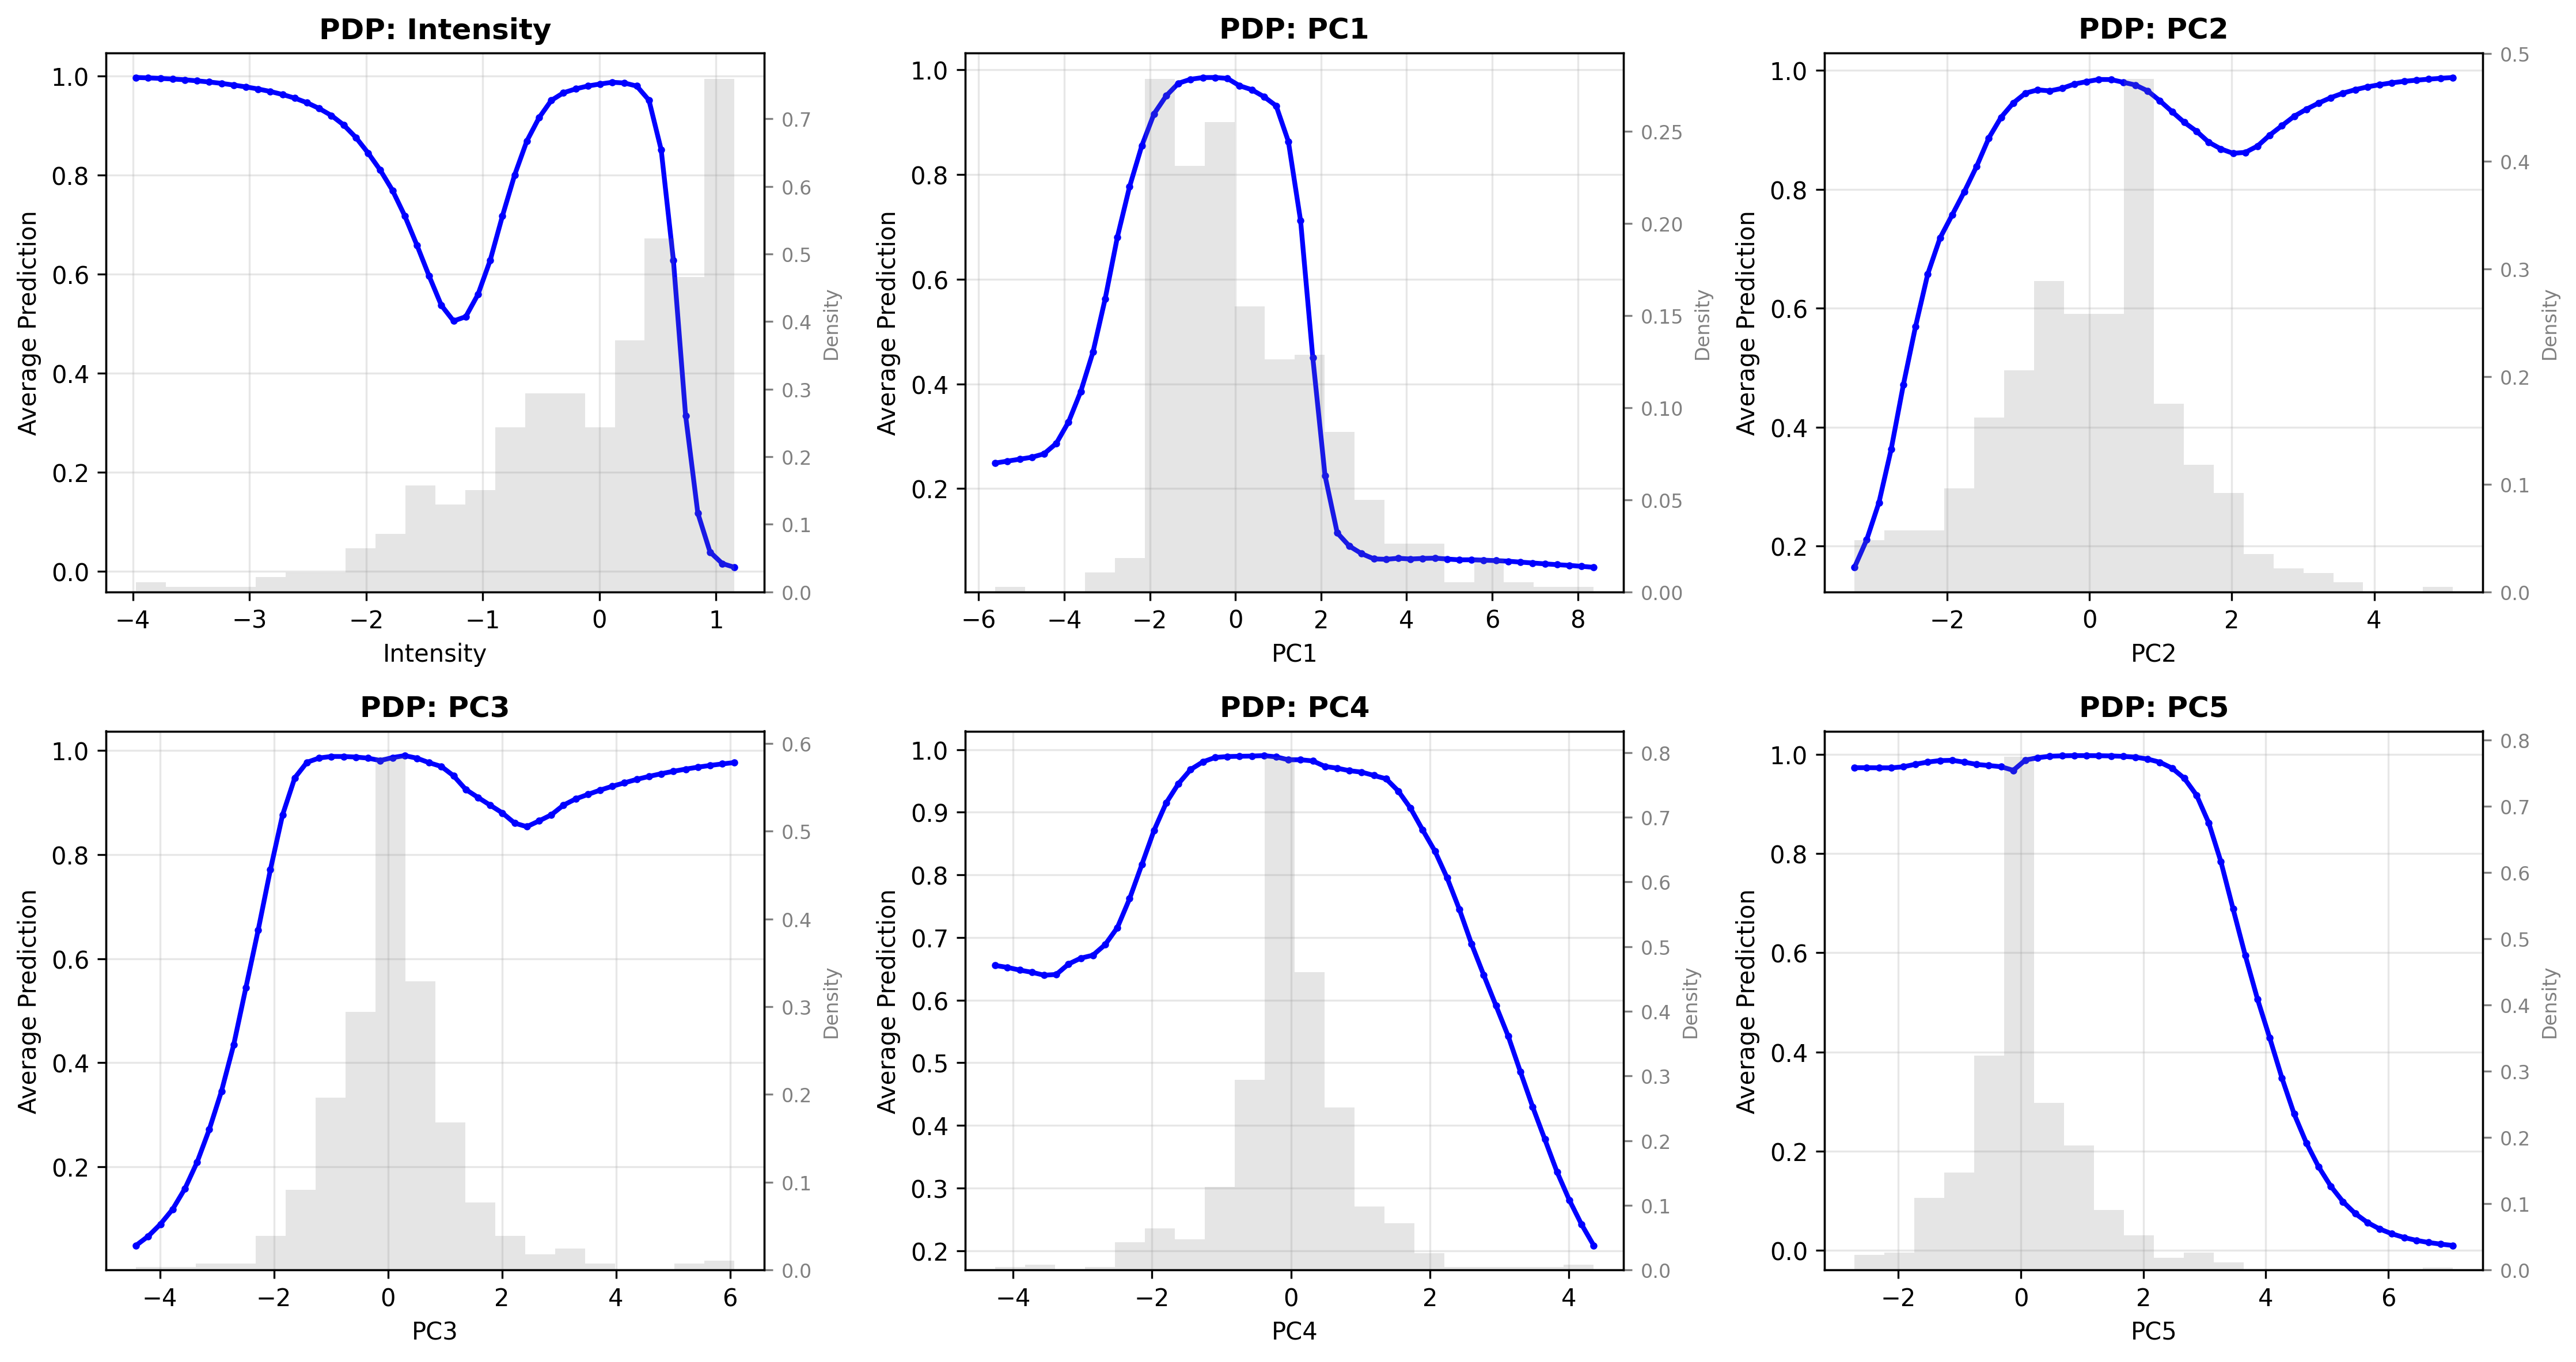 PDP: Intensity
1.0
0.8
0.6
0.4
0.2
0.0
Average Prediction
0.7
0.6
0.5
0.4
0.3
0.2
0.1
0.0
Density
−4 −3 −2 −1 0 1
Intensity
PDP: PC1
1.0
0.8
0.6
0.4
0.2
Average Prediction
0.25
0.20
0.15
0.10
0.05
0.00
Density
−6 −4 −2 0 2 4 6 8
PC1
PDP: PC2
1.0
0.8
0.6
0.4
0.2
Average Prediction
0.5
0.4
0.3
0.2
0.1
0.0
Density
−2 0 2 4
PC2
PDP: PC3
1.0
0.8
0.6
0.4
0.2
Average Prediction
0.6
0.5
0.4
0.3
0.2
0.1
0.0
Density
−4 −2 0 2 4 6
PC3
PDP: PC4
1.0
0.9
0.8
0.7
0.6
0.5
0.4
0.3
0.2
Average Prediction
0.8
0.7
0.6
0.5
0.4
0.3
0.2
0.1
0.0
Density
−4 −2 0 2 4
PC4
PDP: PC5
1.0
0.8
0.6
0.4
0.2
0.0
Average Prediction
0.8
0.7
0.6
0.5
0.4
0.3
0.2
0.1
0.0
Density
−2 0 2 4 6
PC5